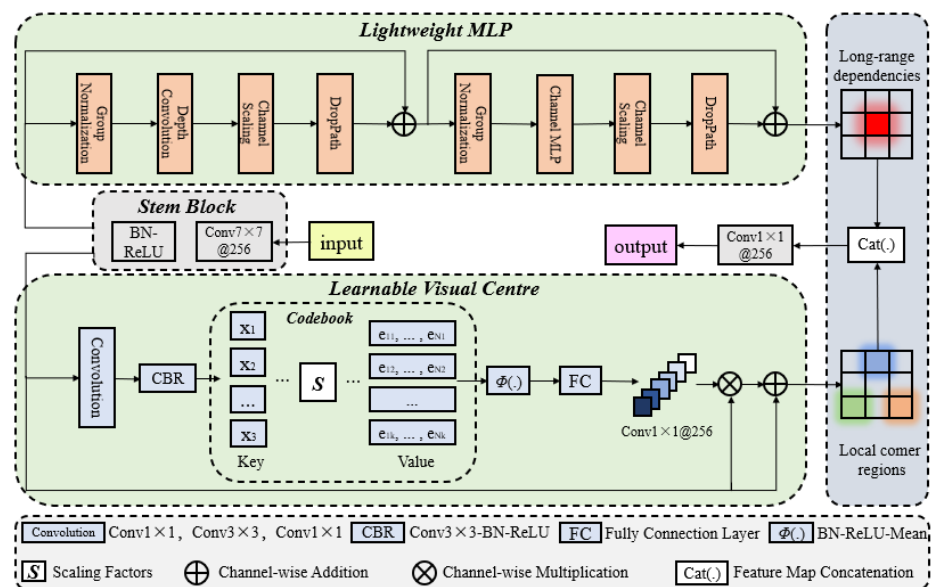 Lightweight MLP
Group
Normalization
Depth
Convolution
Channel
Scaling
DropPath
Group
Normalization
Channel MLP
Channel
Scaling
DropPath
Long-range
dependencies
Stem Block
BN-
ReLU
Conv7×7
@256
input
output
Conv1×1
@256
Cat(.)
Learnable Visual Centre
Convolution
CBR
Codebook
x1
x2
...
x3
Key
...
S
...
e11, ... , eN1
e12, ... , eN2
...
e1k, ... , eNk
Value
Φ(.)
FC
Conv1×1@256
Local comer
regions
Convolution Conv1×1, Conv3×3, Conv1×1 CBR Conv3×3-BN-ReLU FC Fully Connection Layer Φ(.) BN-ReLU-Mean
S Scaling Factors ⊕ Channel-wise Addition ⊗ Channel-wise Multiplication Cat(.) Feature Map Concatenation